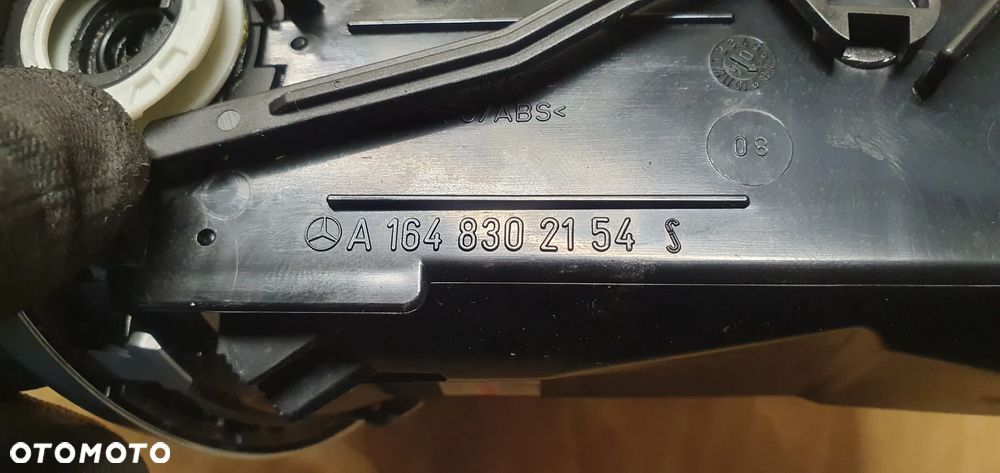 /ABS<
08
A 164 830 21 54
OTOMOTO